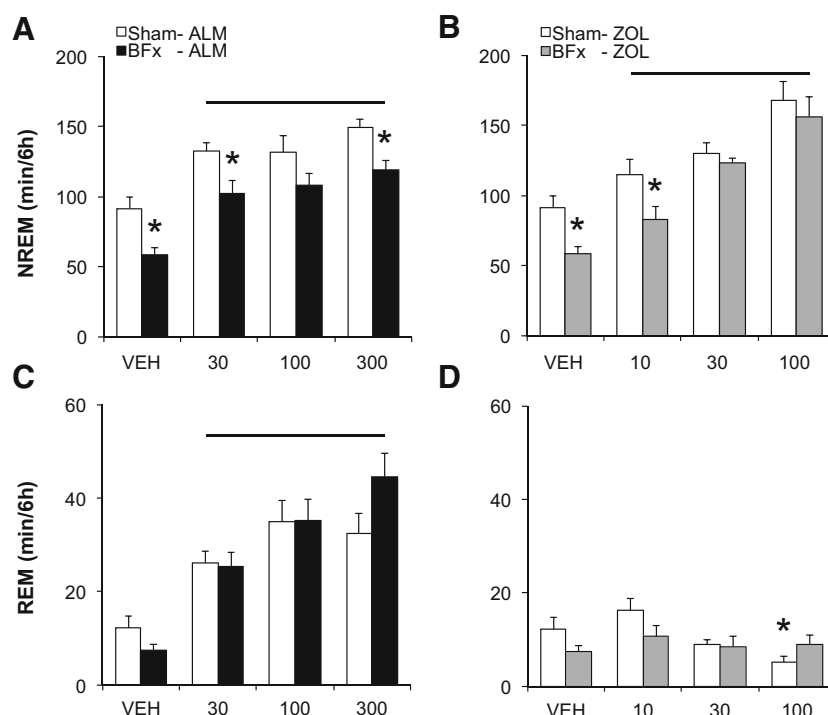 A
Sham- ALM
BFx - ALM
NREM (min/6h)
200
150
100
50
0
*
*
*
VEH 30 100 300
B
Sham- ZOL
BFx - ZOL
200
150
100
50
0
*
*
VEH 10 30 100
C
REM (min/6h)
60
40
20
0
VEH 30 100 300
D
60
40
20
0
*
VEH 10 30 100